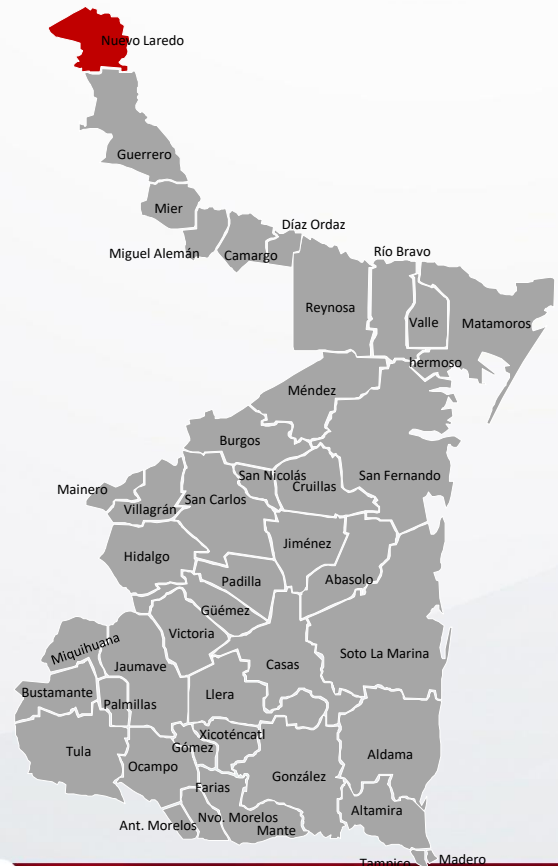 Nuevo Laredo
Guerrero
Mier
Díaz Ordaz
Miguel Alemán
Camargo
Río Bravo
Reynosa
Valle
hermoso
Matamoros
Méndez
Burgos
San Nicolás
Cruillas
San Fernando
Mainero
Villagrán
San Carlos
Hidalgo
Jiménez
Padilla
Abasolo
Güémez
Victoria
Miquihuana
Jaumave
Casas
Soto La Marina
Bustamante
Palmillas
Llera
Tula
Xicoténcatl
Gómez
Farias
Ocampo
González
Aldama
Altamira
Ant. Morelos
Nvo. Morelos
Mante
Tampico
Madero